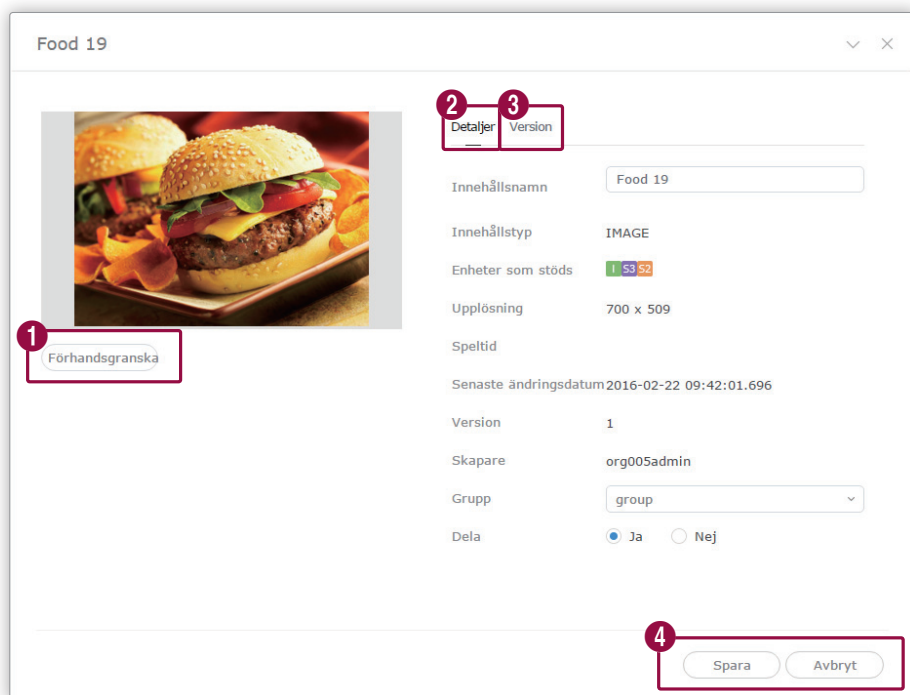 Food 19
2
3
Detaljer
Version
Innehållsnamn
Food 19
Innehållstyp
IMAGE
Enheter som stöds
I S3 S2
Upplösning
700 x 509
1
Förhandsgranska
Speltid
Senaste ändringsdatum 2016-02-22 09:42:01.696
Version
1
Skapare
org005admin
Grupp
group
Dela
Ja
Nej
4
Spara
Avbryt